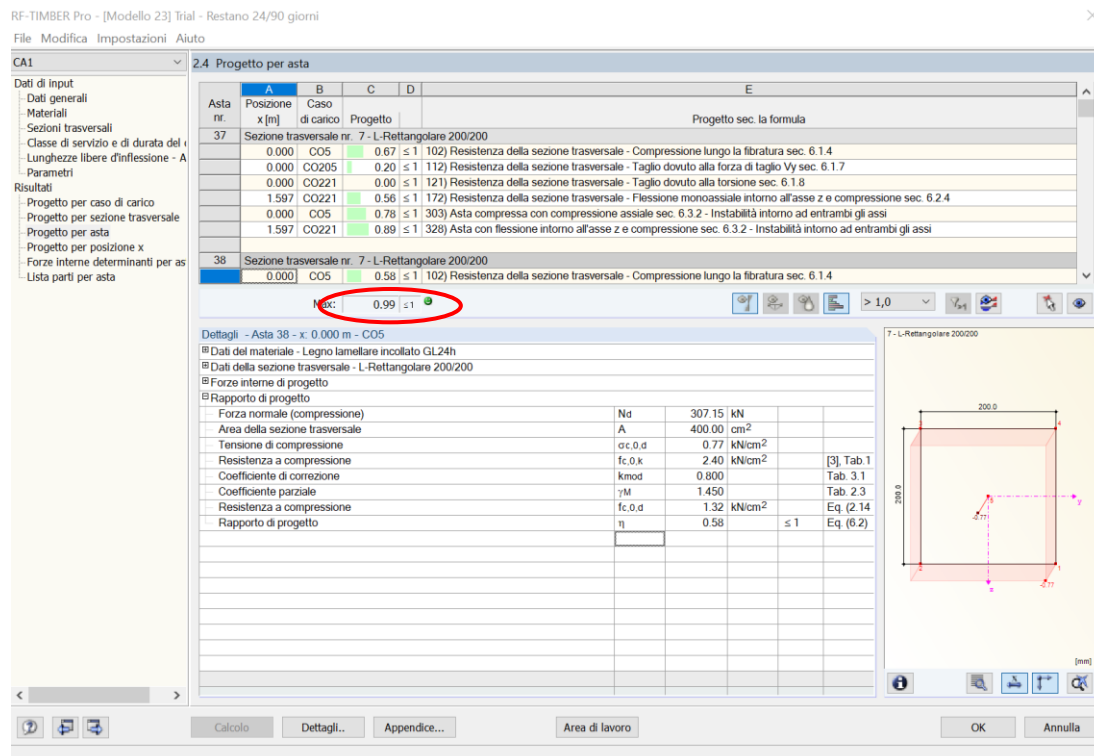 RF-TIMBER Pro - [Modello 23] Trial - Restano 24/90 giorni
File Modifica Impostazioni Aiuto
CA1
2.4 Progetto per asta
Dati di input
Dati generali
Materiali
Sezioni trasversali
Classe di servizio e di durata del
Lunghezze libere d'inflessione - A
Parametri
Risultati
Progetto per caso di carico
Progetto per sezione trasversale
Progetto per asta
Progetto per posizione x
Forze interne determinanti per as
Lista parti per asta
A B C D E
Asta Posizione Caso
nr. x [m] di carico Progetto Progetto sec. la formula
37 Sezione trasversale nr. 7 - L-Rettangolare 200/200
0.000 CO5 0.67 ≤ 1 102) Resistenza della sezione trasversale - Compressione lungo la fibratura sec. 6.1.4
0.000 CO205 0.20 ≤ 1 112) Resistenza della sezione trasversale - Taglio dovuto alla forza di taglio Vy sec. 6.1.7
0.000 CO221 0.00 ≤ 1 121) Resistenza della sezione trasversale - Taglio dovuto alla torsione sec. 6.1.8
1.597 CO221 0.56 ≤ 1 172) Resistenza della sezione trasversale - Flessione monoassiale intorno all'asse z e compressione sec. 6.2.4
0.000 CO5 0.78 ≤ 1 303) Asta compressa con compressione assiale sec. 6.3.2 - Instabilità intorno ad entrambi gli assi
1.597 CO221 0.89 ≤ 1 328) Asta con flessione intorno all'asse z e compressione sec. 6.3.2 - Instabilità intorno ad entrambi gli assi
38 Sezione trasversale nr. 7 - L-Rettangolare 200/200
0.000 CO5 0.58 ≤ 1 102) Resistenza della sezione trasversale - Compressione lungo la fibratura sec. 6.1.4
Max: 0.99 ≤ 1 > 1,0
Dettagli - Asta 38 - x: 0.000 m - CO5
Dati del materiale - Legno lamellare incollato GL24h
Dati della sezione trasversale - L-Rettangolare 200/200
Forze interne di progetto
Rapporto di progetto
Forza normale (compressione) Nd 307.15 kN
Area della sezione trasversale A 400.00 cm2
Tensione di compressione σc,0,d 0.77 kN/cm2
Resistenza a compressione fc,0,k 2.40 kN/cm2 [3], Tab.1
Coefficiente di correzione kmod 0.800 Tab. 3.1
Coefficiente parziale γM 1.450 Tab. 2.3
Resistenza a compressione fc,0,d 1.32 kN/cm2 Eq. (2.14
Rapporto di progetto η 0.58 ≤ 1 Eq. (6.2)
7 - L-Rettangolare 200/200
200.0
4
200.0
y
-2.77
1
-2.77
z
[mm]
Calcolo Dettagli.. Appendice... Area di lavoro OK Annulla